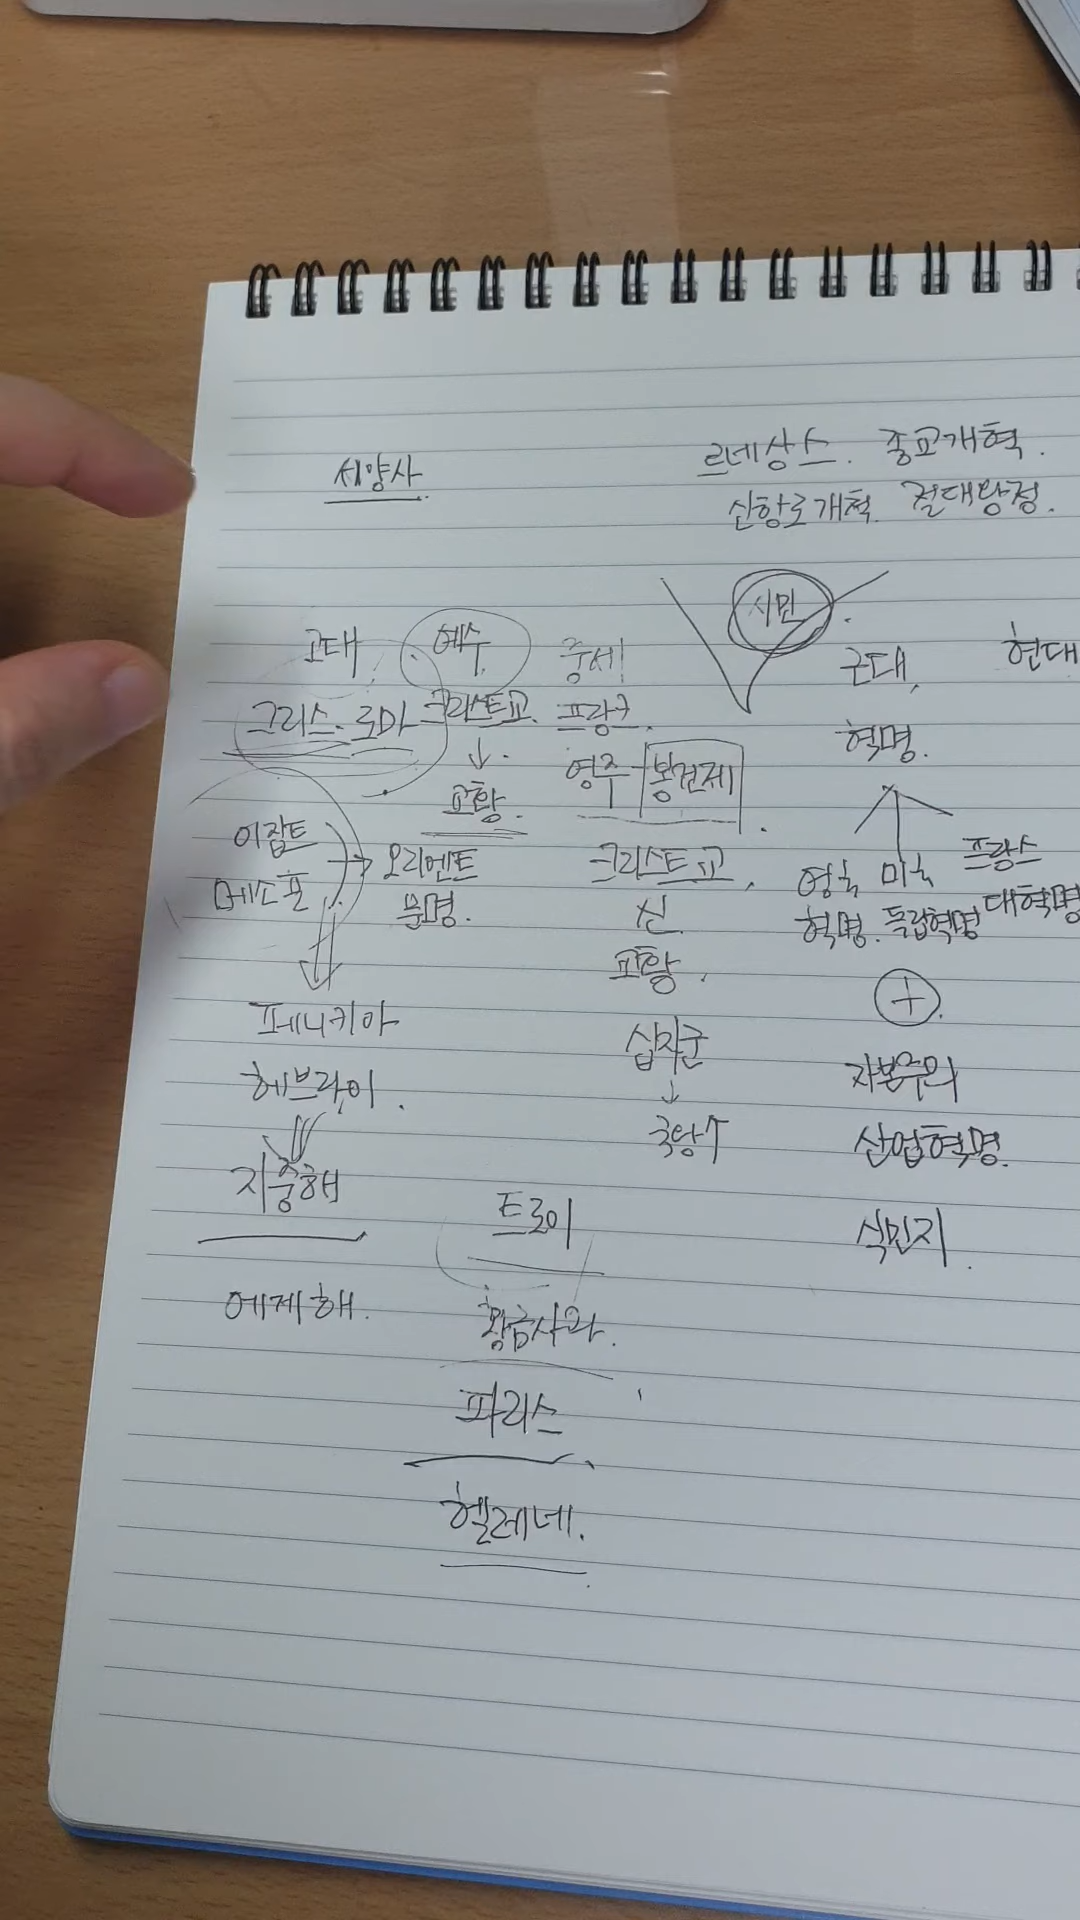 서양사
르네상스. 종교개혁.
신항로개척. 절대왕정.
시민
고대, 예수. 중세 근대, 현대
그리스·로마 크리스트교. 프랑크. 혁명.
↓
교황. 영주 - 봉건제
이집트 → 오리엔트 크리스트교, 영국 미국 프랑스
메소포 문명. 신 혁명. 독립혁명 대혁명
교황.
+
페니키아 십자군 자본주의
헤브라이. ↓
산업혁명.
지중해
트로이 식민지.
에게해.
황금사과.
파리스
헬레네.